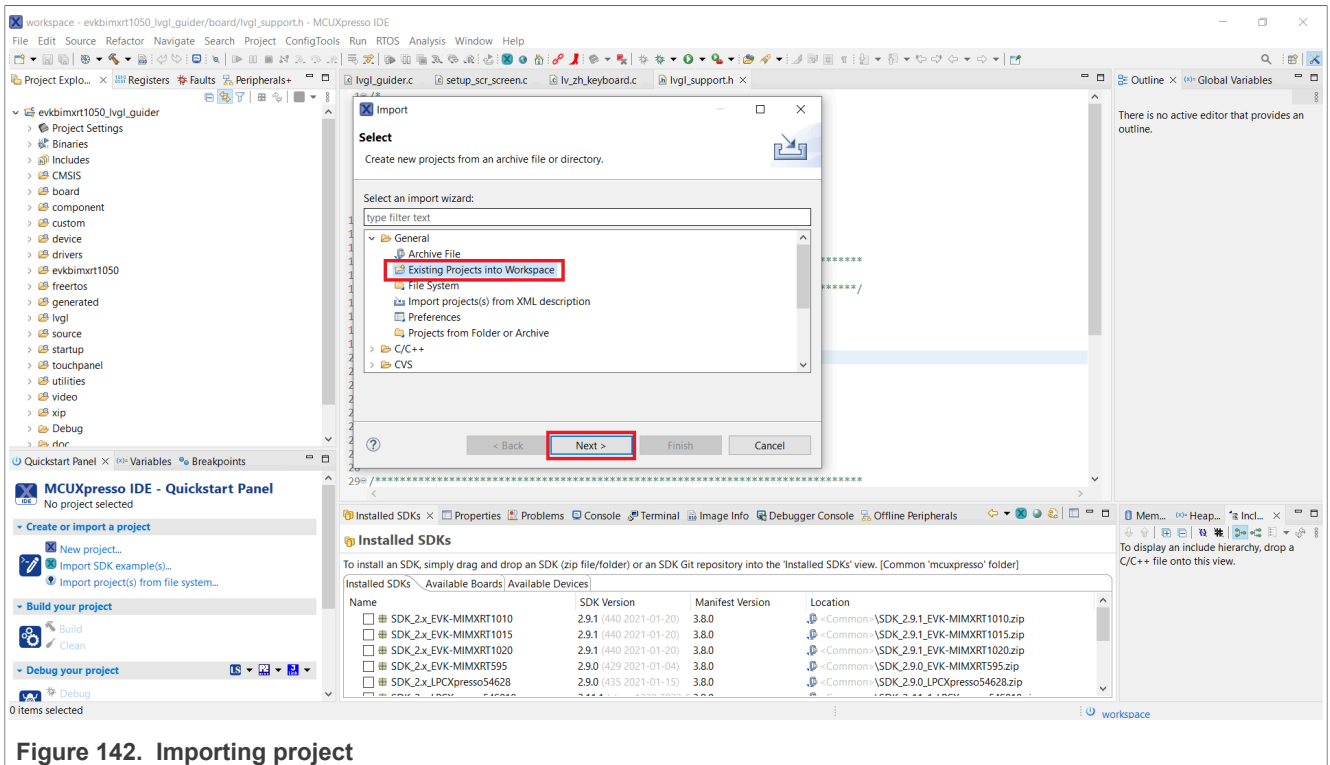 workspace - evkbimxrt1050_lvgl_guider/board/lvgl_support.h - MCUXpresso IDE
File Edit Source Refactor Navigate Search Project ConfigTools Run RTOS Analysis Window Help
Project Explo... Registers Faults Peripherals+
lvgl_guider.c setup_scr_screen.c lv_zh_keyboard.c lvgl_support.h
Outline Global Variables
There is no active editor that provides an
outline.
evkbimxrt1050_lvgl_guider
Project Settings
Binaries
Includes
CMSIS
board
component
custom
device
drivers
evkbimxrt1050
freertos
generated
lvgl
source
startup
touchpanel
utilities
video
xip
Debug
doc
Import
Select
Create new projects from an archive file or directory.
Select an import wizard:
type filter text
General
Archive File
Existing Projects into Workspace
File System
Import projects(s) from XML description
Preferences
Projects from Folder or Archive
C/C++
CVS
< Back Next > Finish Cancel
******
******/
29 /*******************************************************************************
Quickstart Panel Variables Breakpoints
IDE
MCUXpresso IDE - Quickstart Panel
No project selected
Create or import a project
New project...
Import SDK example(s)...
Import project(s) from file system...
Build your project
Build
Clean
Debug your project
LS
Debug
Installed SDKs Properties Problems Console Terminal Image Info Debugger Console Offline Peripherals
Installed SDKs
To install an SDK, simply drag and drop an SDK (zip file/folder) or an SDK Git repository into the 'Installed SDKs' view. [Common 'mcuxpresso' folder]
Installed SDKs Available Boards Available Devices
Name SDK Version Manifest Version Location
SDK_2.x_EVK-MIMXRT1010 2.9.1 (440 2021-01-20) 3.8.0 <Common>\SDK_2.9.1_EVK-MIMXRT1010.zip
SDK_2.x_EVK-MIMXRT1015 2.9.1 (440 2021-01-20) 3.8.0 <Common>\SDK_2.9.1_EVK-MIMXRT1015.zip
SDK_2.x_EVK-MIMXRT1020 2.9.1 (440 2021-01-20) 3.8.0 <Common>\SDK_2.9.1_EVK-MIMXRT1020.zip
SDK_2.x_EVK-MIMXRT595 2.9.0 (429 2021-01-04) 3.8.0 <Common>\SDK_2.9.0_EVK-MIMXRT595.zip
SDK_2.x_LPCXpresso54628 2.9.0 (435 2021-01-15) 3.8.0 <Common>\SDK_2.9.0_LPCXpresso54628.zip
Mem... Heap... Incl...
To display an include hierarchy, drop a
C/C++ file onto this view.
0 items selected
workspace
Figure 142. Importing project